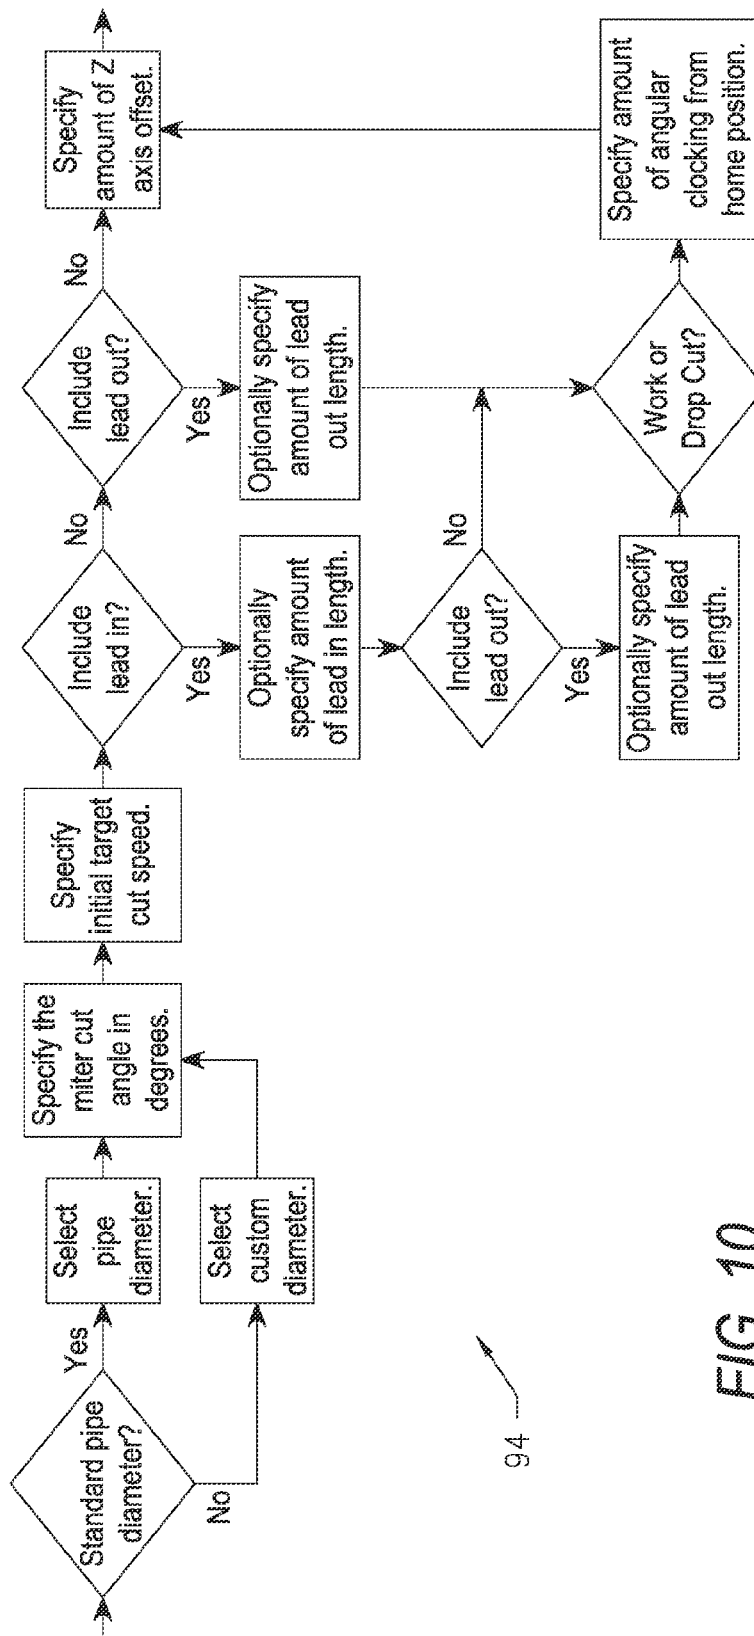 Standard pipe
diameter?
Yes
No
Select
pipe
diameter.
Select
custom
diameter.
Specify the
miter cut
angle in
degrees.
Specify
initial target
cut speed.
Include
lead in?
No
Yes
Include
lead out?
No
Yes
Specify
amount of Z
axis offset.
Optionally
specify amount
of lead in length.
Optionally specify
amount of lead
out length.
Include
lead out?
No
Yes
Optionally specify
amount of lead
out length.
Work or
Drop Cut?
Specify amount
of angular
clocking from
home position.
94
FIG 10